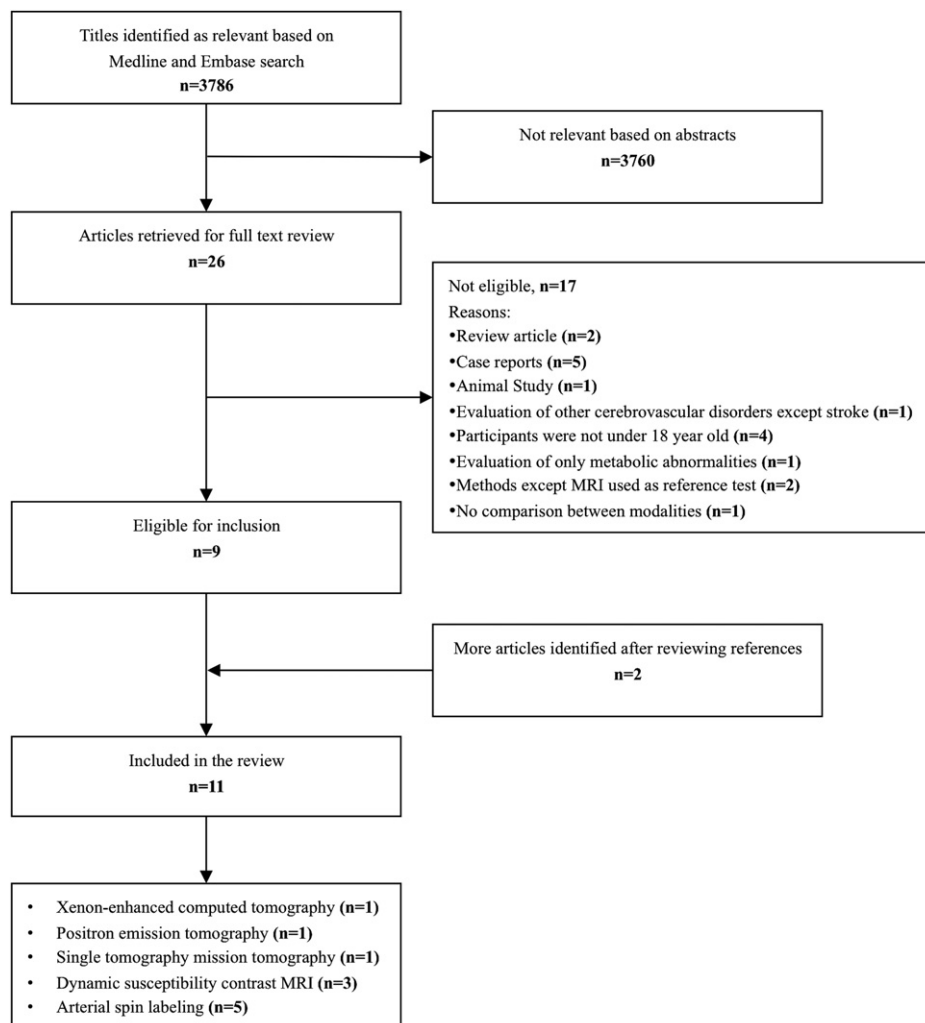 Titles identified as relevant based on
Medline and Embase search
n=3786
Not relevant based on abstracts
n=3760
Articles retrieved for full text review
n=26
Not eligible, n=17
Reasons:
•Review article (n=2)
•Case reports (n=5)
•Animal Study (n=1)
•Evaluation of other cerebrovascular disorders except stroke (n=1)
•Participants were not under 18 year old (n=4)
•Evaluation of only metabolic abnormalities (n=1)
•Methods except MRI used as reference test (n=2)
•No comparison between modalities (n=1)
Eligible for inclusion
n=9
More articles identified after reviewing references
n=2
Included in the review
n=11
• Xenon-enhanced computed tomography (n=1)
• Positron emission tomography (n=1)
• Single tomography mission tomography (n=1)
• Dynamic susceptibility contrast MRI (n=3)
• Arterial spin labeling (n=5)